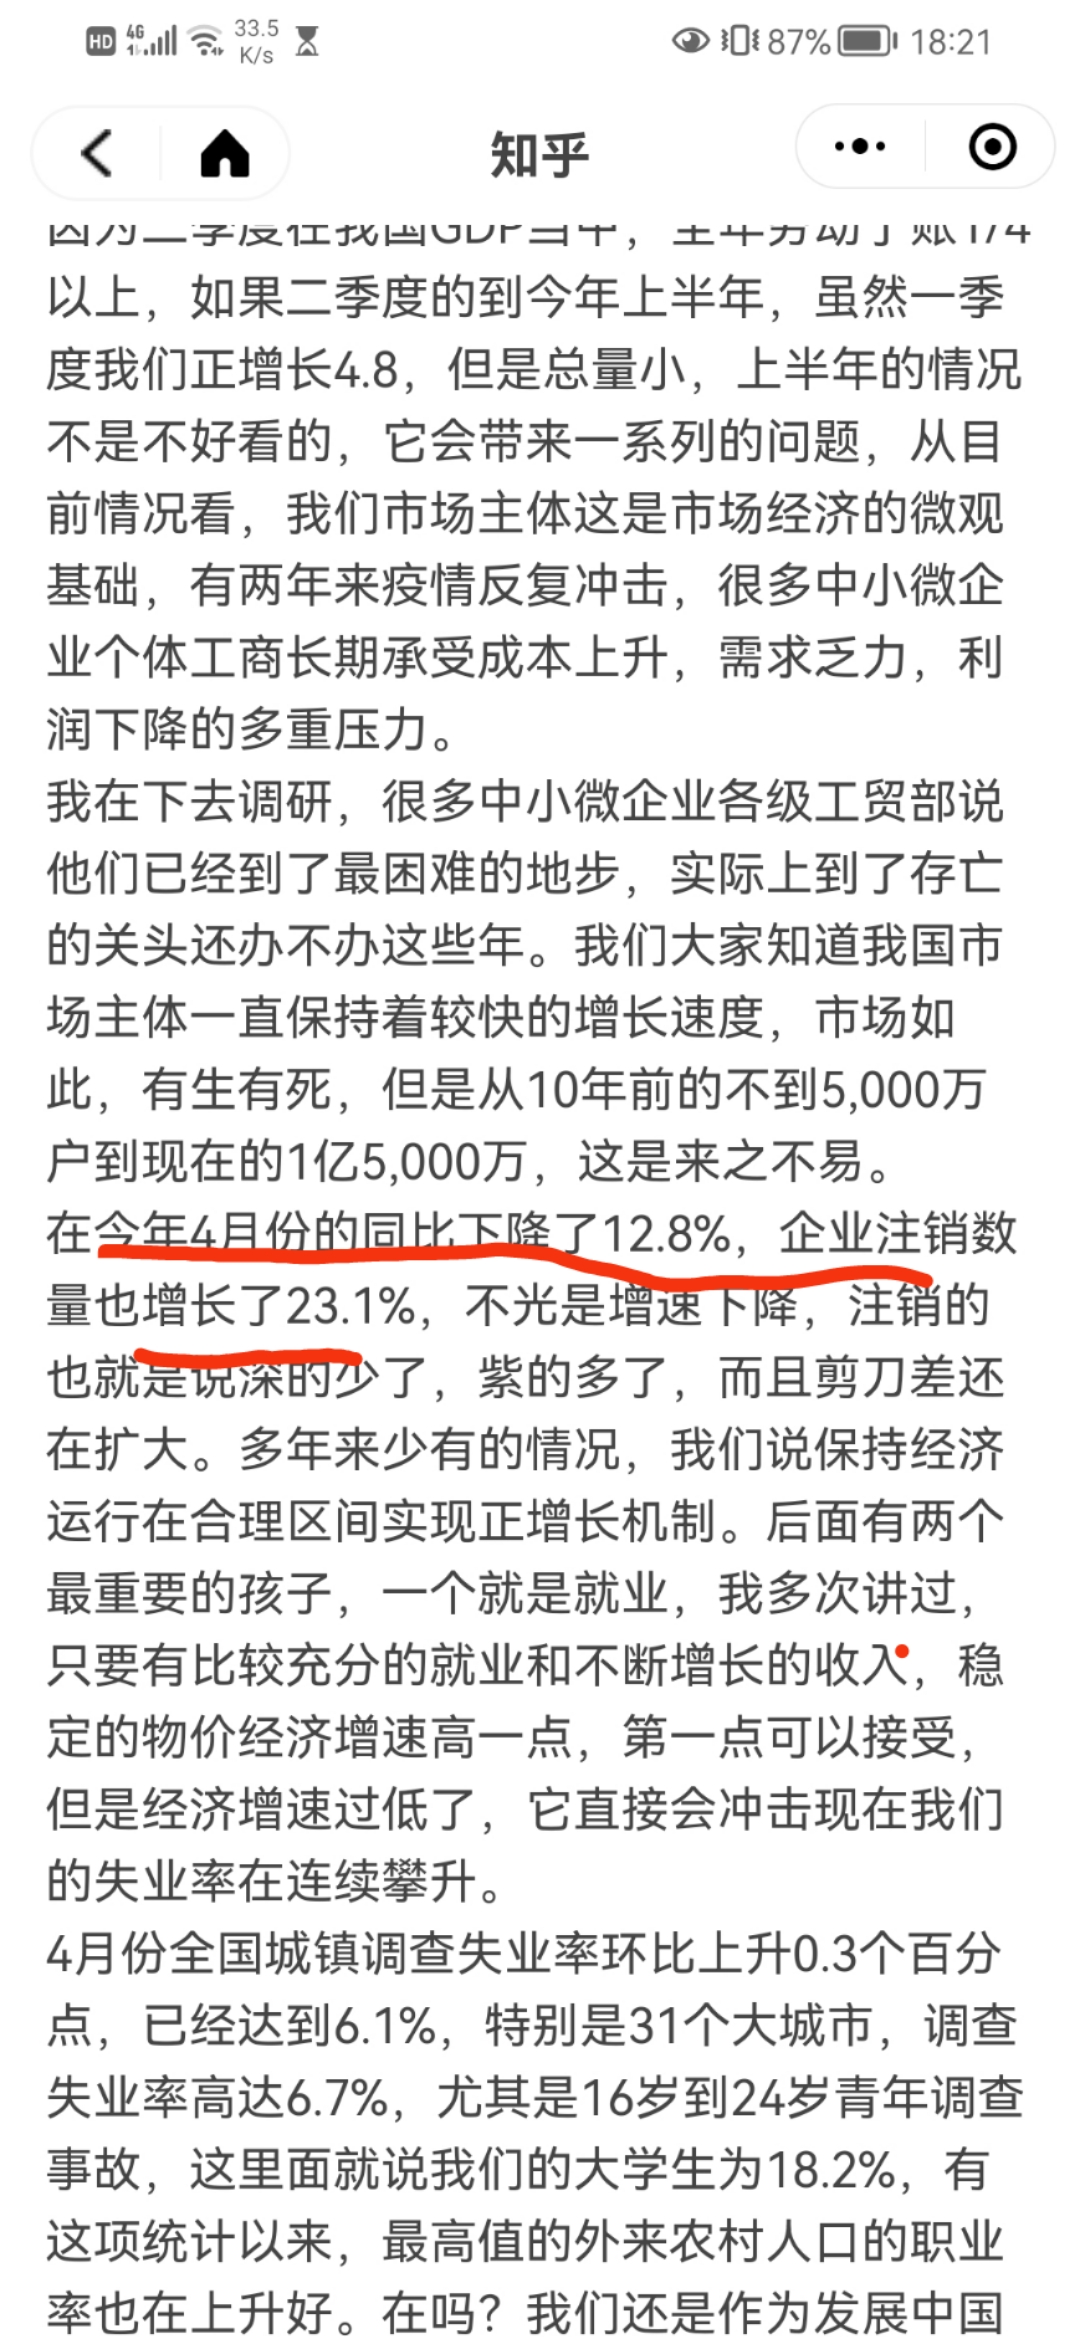 HD 4G 33.5 K/s 87% 18:21
知乎
因为二季度在我国GDP当中，全年劳动了账1/4
以上，如果二季度的到今年上半年，虽然一季
度我们正增长4.8，但是总量小，上半年的情况
不是不好看的，它会带来一系列的问题，从目
前情况看，我们市场主体这是市场经济的微观
基础，有两年来疫情反复冲击，很多中小微企
业个体工商长期承受成本上升，需求乏力，利
润下降的多重压力。
我在下去调研，很多中小微企业各级工贸部说
他们已经到了最困难的地步，实际上到了存亡
的关头还办不办这些年。我们大家知道我国市
场主体一直保持着较快的增长速度，市场如
此，有生有死，但是从10年前的不到5,000万
户到现在的1亿5,000万，这是来之不易。
在今年4月份的同比下降了12.8%，企业注销数
量也增长了23.1%，不光是增速下降，注销的
也就是说深的少了，紫的多了，而且剪刀差还
在扩大。多年来少有的情况，我们说保持经济
运行在合理区间实现正增长机制。后面有两个
最重要的孩子，一个就是就业，我多次讲过，
只要有比较充分的就业和不断增长的收入，稳
定的物价经济增速高一点，第一点可以接受，
但是经济增速过低了，它直接会冲击现在我们
的失业率在连续攀升。
4月份全国城镇调查失业率环比上升0.3个百分
点，已经达到6.1%，特别是31个大城市，调查
失业率高达6.7%，尤其是16岁到24岁青年调查
事故，这里面就说我们的大学生为18.2%，有
这项统计以来，最高值的外来农村人口的职业
率也在上升好。在吗？我们还是作为发展中国